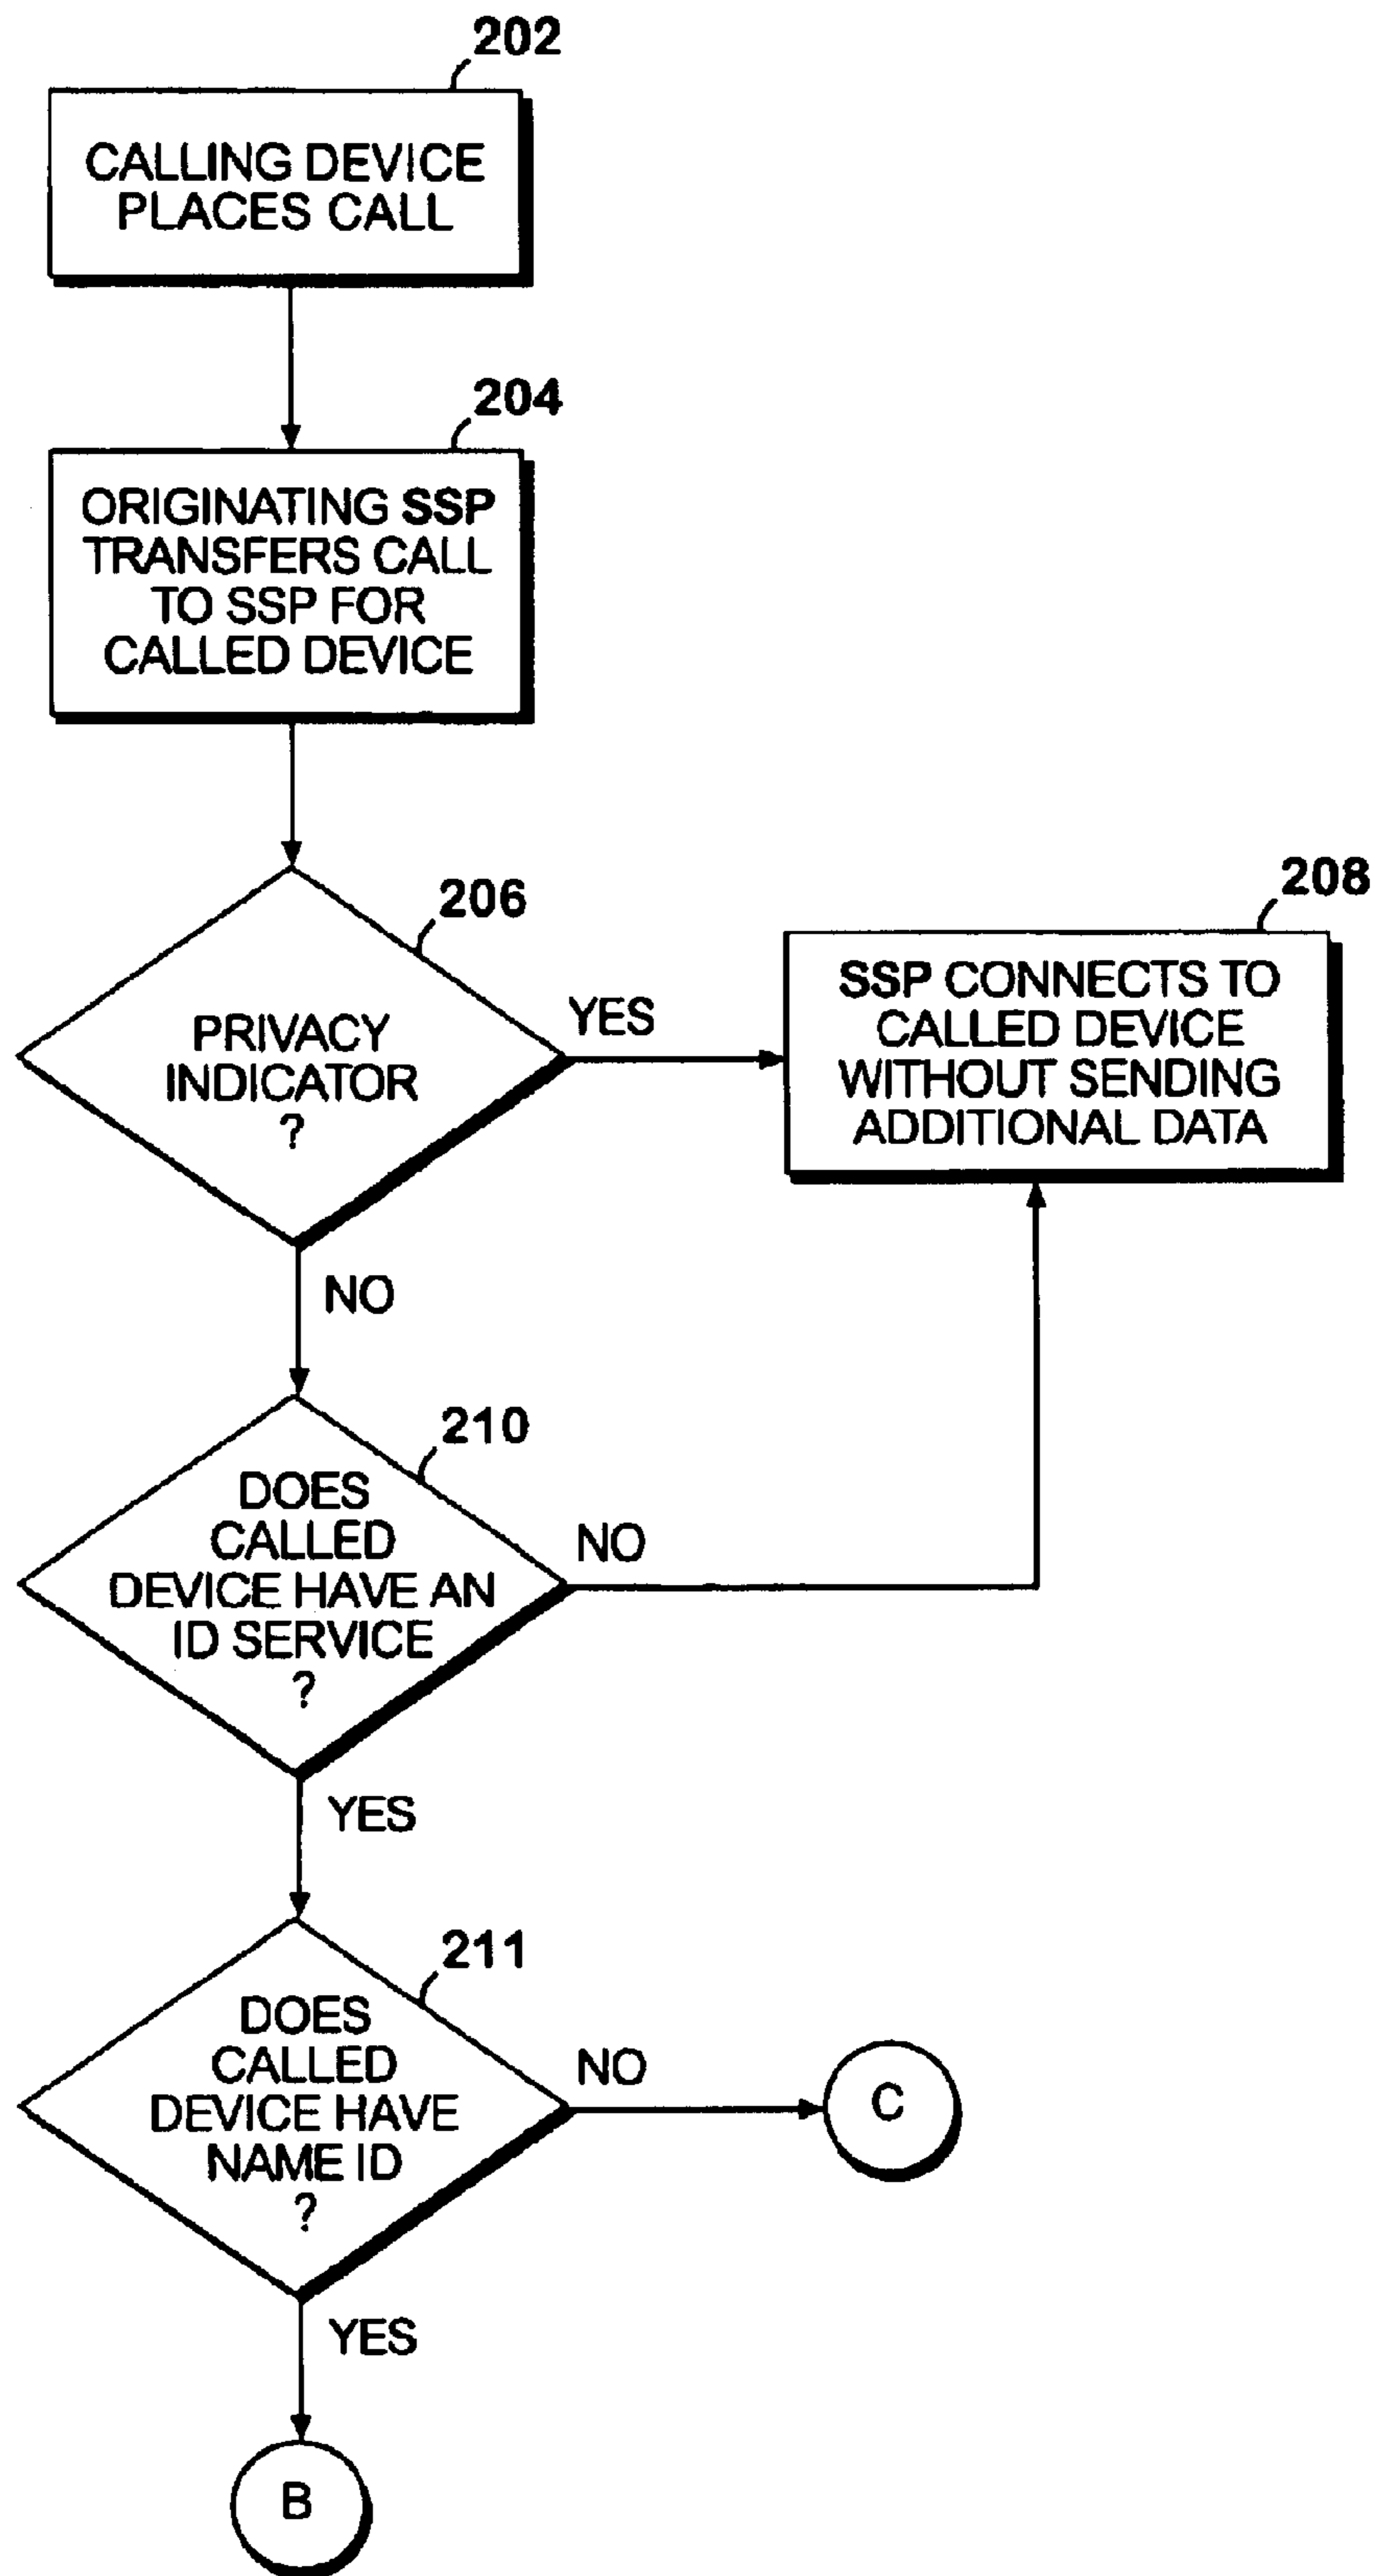 202
CALLING DEVICE
PLACES CALL
204
ORIGINATING SSP
TRANSFERS CALL
TO SSP FOR
CALLED DEVICE
206
PRIVACY
INDICATOR
?
YES
208
SSP CONNECTS TO
CALLED DEVICE
WITHOUT SENDING
ADDITIONAL DATA
NO
210
DOES
CALLED
DEVICE HAVE AN
ID SERVICE
?
NO
YES
211
DOES
CALLED
DEVICE HAVE
NAME ID
?
NO
C
YES
B